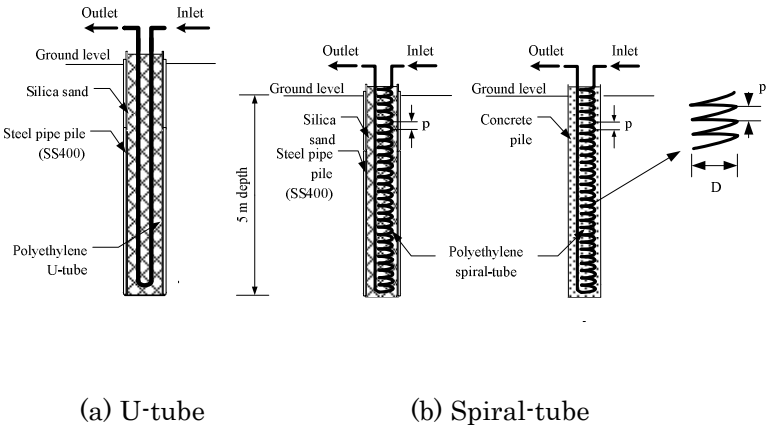 Outlet
Inlet
Ground level
Silica sand
Steel pipe pile
(SS400)
Polyethylene
U-tube
(a) U-tube
Outlet
Inlet
Ground level
Silica
sand
p
Steel pipe
pile
(SS400)
5 m depth
Polyethylene
spiral-tube
Outlet
Inlet
Ground level
Concrete
pile
p
p
D
(b) Spiral-tube